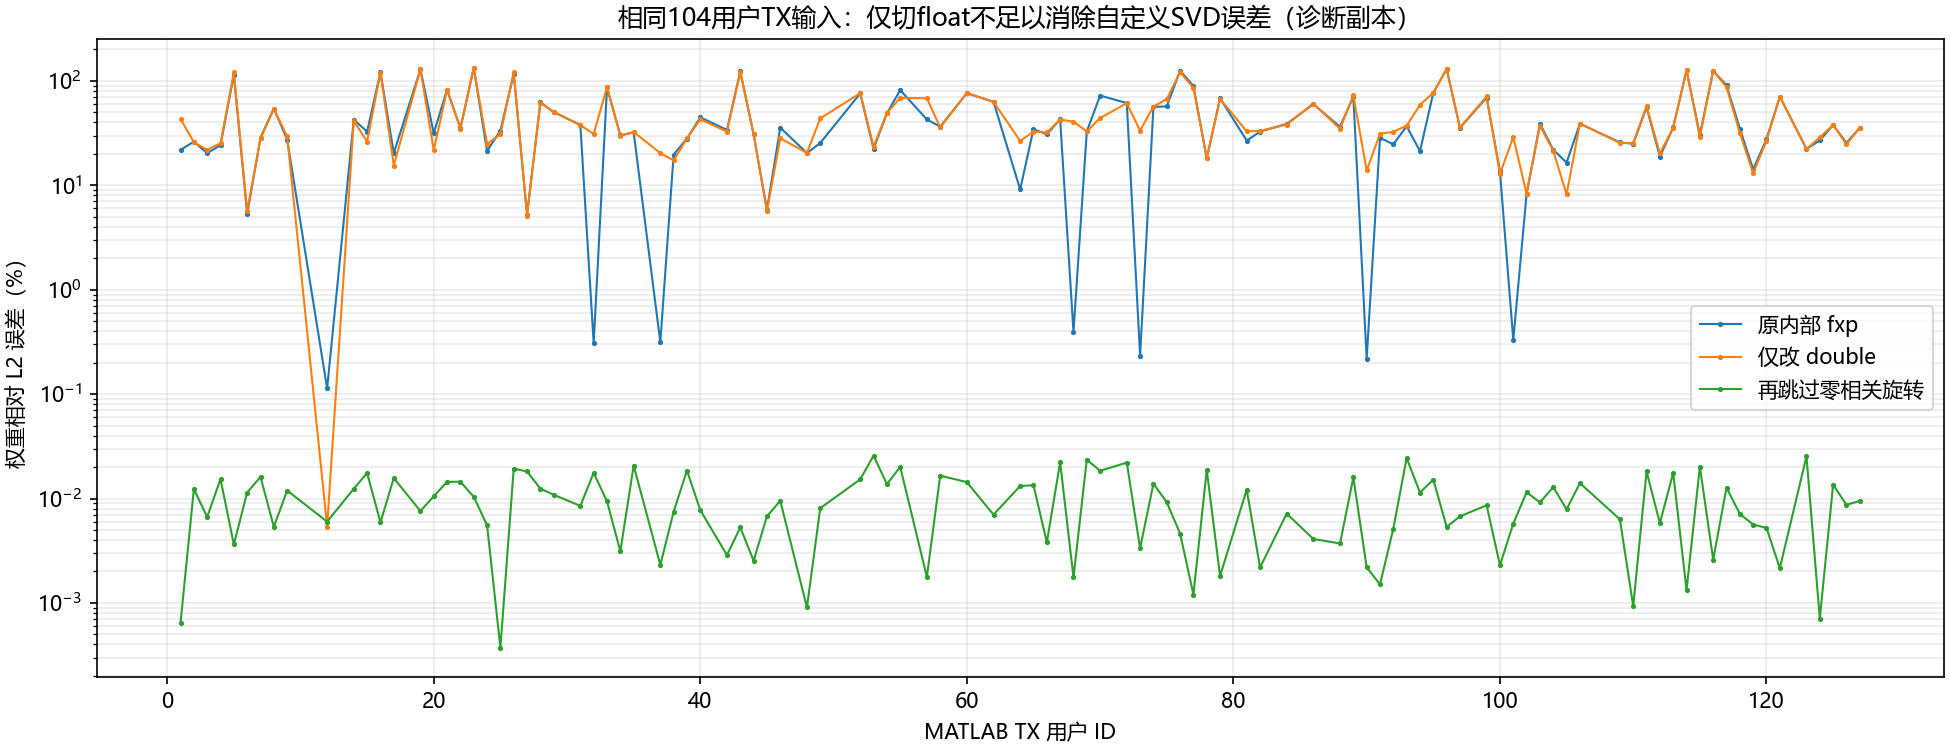 相同104用户TX输入：仅切float不足以消除自定义SVD误差（诊断副本）
权重相对 L2 误差（%）
10²
10¹
10⁰
10⁻¹
10⁻²
10⁻³
原内部 fxp
仅改 double
再跳过零相关旋转
0 20 40 60 80 100 120
MATLAB TX 用户 ID